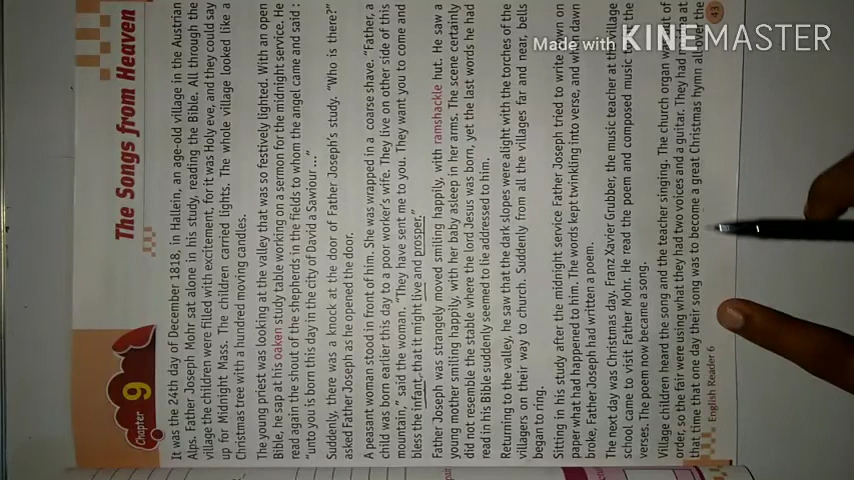 Chapter 9
The Songs from Heaven
It was the 24th day of December 1818, in Hallein, an age-old village in the Austrian
Alps. Father Joseph Mohr sat alone in his study, reading the Bible. All through the
village the children were filled with excitement, for it was Holy eve, and they could stay
up for Midnight Mass. The children carried lights. The whole village looked like a
Christmas tree with a hundred moving candles.
The young priest was looking at the valley that was so festively lighted. With an open
Bible, he sap at his oaken study table working on a sermon for the midnight service. He
read again the shout of the shepherds in the fields to whom the angel came and said :
"unto you is born this day in the city of David a Sawiour ..."
Suddenly, there was a knock at the door of Father Joseph's study. "Who is there?"
asked Father Joseph as he opened the door.
A peasant woman stood in front of him. She was wrapped in a coarse shave. "Father, a
child was born earlier this day to a poor worker's wife. They live on other side of this
mountain," said the woman. "They have sent me to you. They want you to come and
bless the infant, that it might live and prosper."
Father Joseph was strangely moved smiling happily, with ramshackle hut. He saw a
young mother smiling happily, with her baby asleep in her arms. The scene certainly
did not resemble the stable where the lord Jesus was born, yet the last words he had
read in his Bible suddenly seemed to lie addressed to him.
Returning to the valley, he saw that the dark slopes were alight with the torches of the
villagers on their way to church. Suddenly from all the villages far and near, bells
began to ring.
Sitting in his study after the midnight service Father Joseph tried to write down on
paper what had happened to him. The words kept twinkling into verse, and when dawn
broke, Father Joseph had written a poem.
The next day was Christmas day, Franz Xavier Grubber, the music teacher at the village
school came to visit Father Mohr. He read the poem and composed music for the
verses. The poem now became a song.
Village children heard the song and the teacher singing. The church organ was out of
order, so the fair were using what they had two voices and a guitar. They had no at
that time that one day their song was to become a great Christmas hymn all over the
English Reader 6
43
Made with KINEMASTER